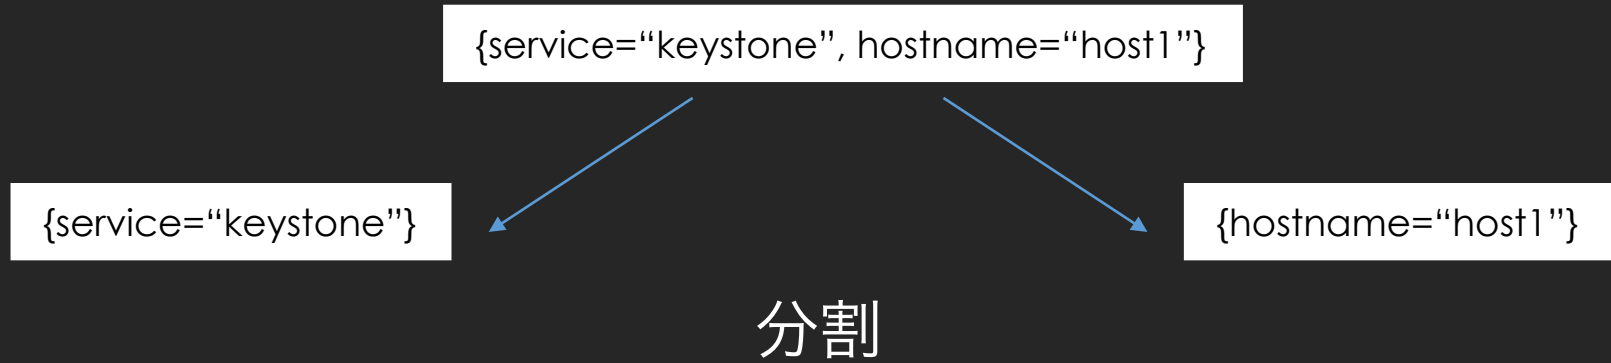 {service=“keystone”, hostname=“host1”}
{service=“keystone”}
{hostname=“host1”}
分割